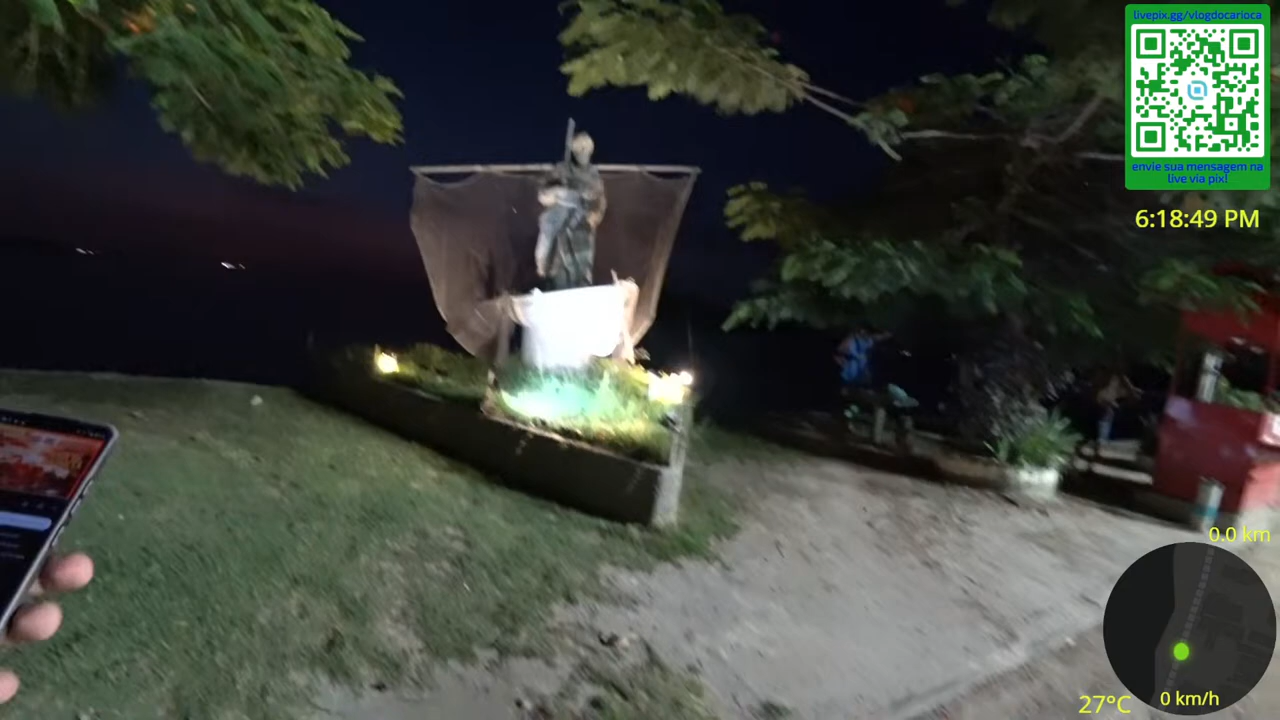 livepix.gg/vlogdocarioca
envie sua mensagem na
live via pix!
6:18:49 PM
0.0 km
27°C
0 km/h